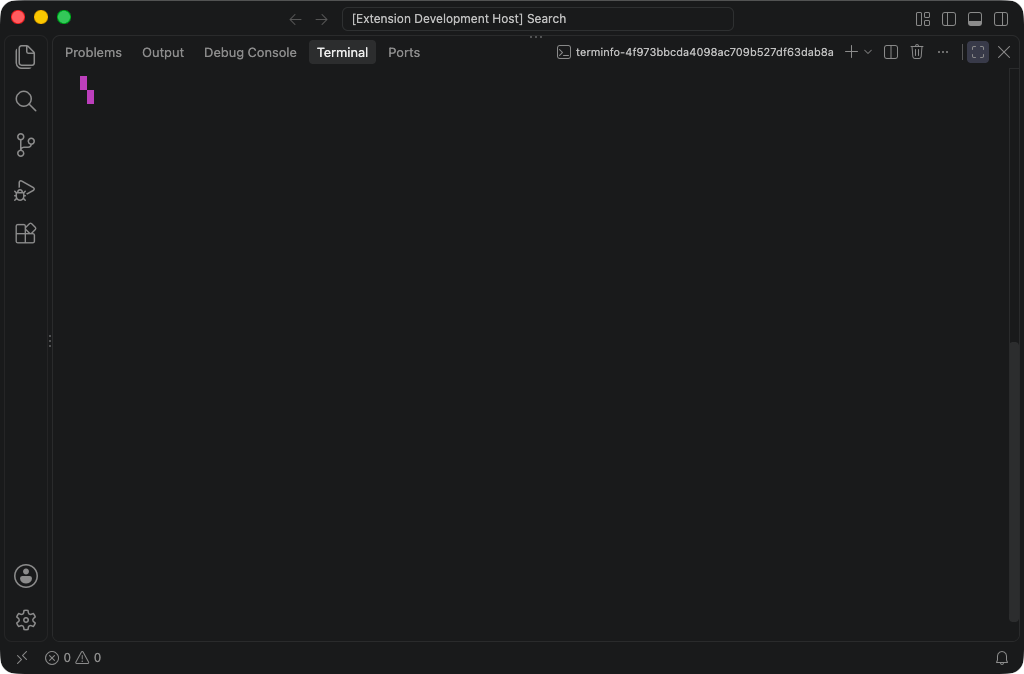 [Extension Development Host] Search
Problems Output Debug Console Terminal Ports terminfo-4f973bbcda4098ac709b527df63dab8a
0 0